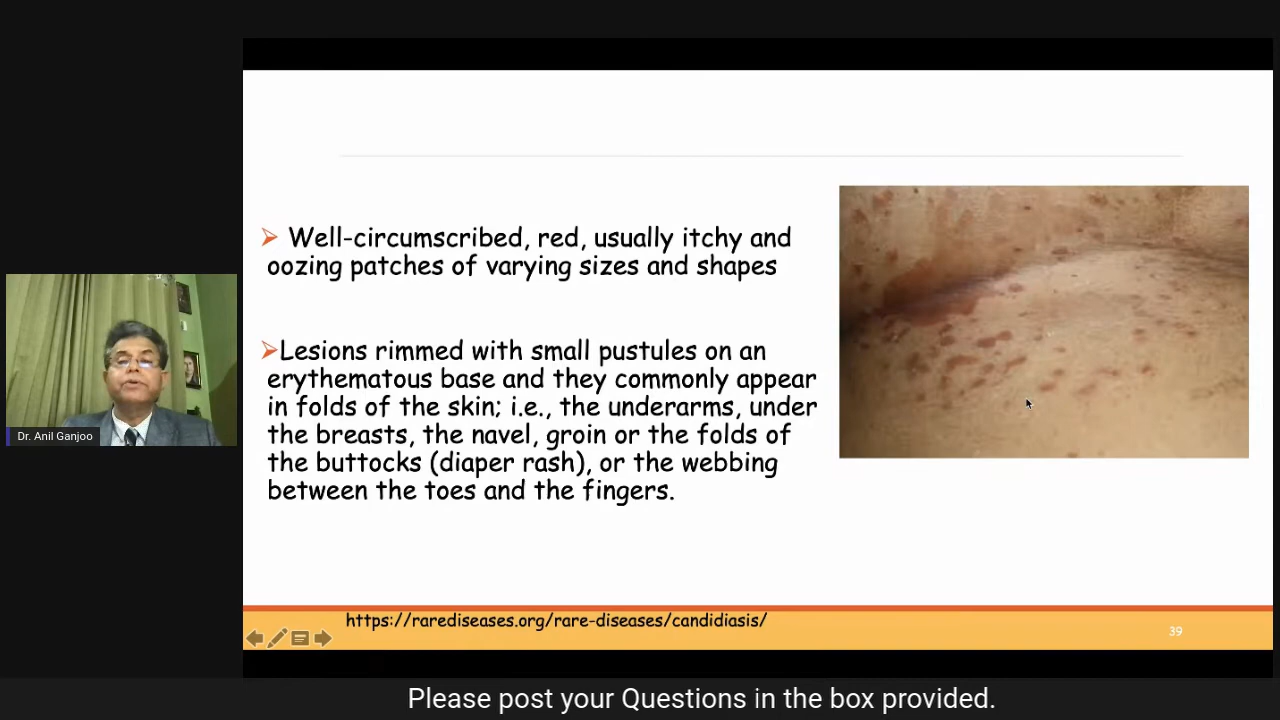 ➢ Well-circumscribed, red, usually itchy and
oozing patches of varying sizes and shapes
➢Lesions rimmed with small pustules on an
erythematous base and they commonly appear
in folds of the skin; i.e., the underarms, under
the breasts, the navel, groin or the folds of
the buttocks (diaper rash), or the webbing
between the toes and the fingers.
Dr. Anil Ganjoo
https://rarediseases.org/rare-diseases/candidiasis/
39
Please post your Questions in the box provided.